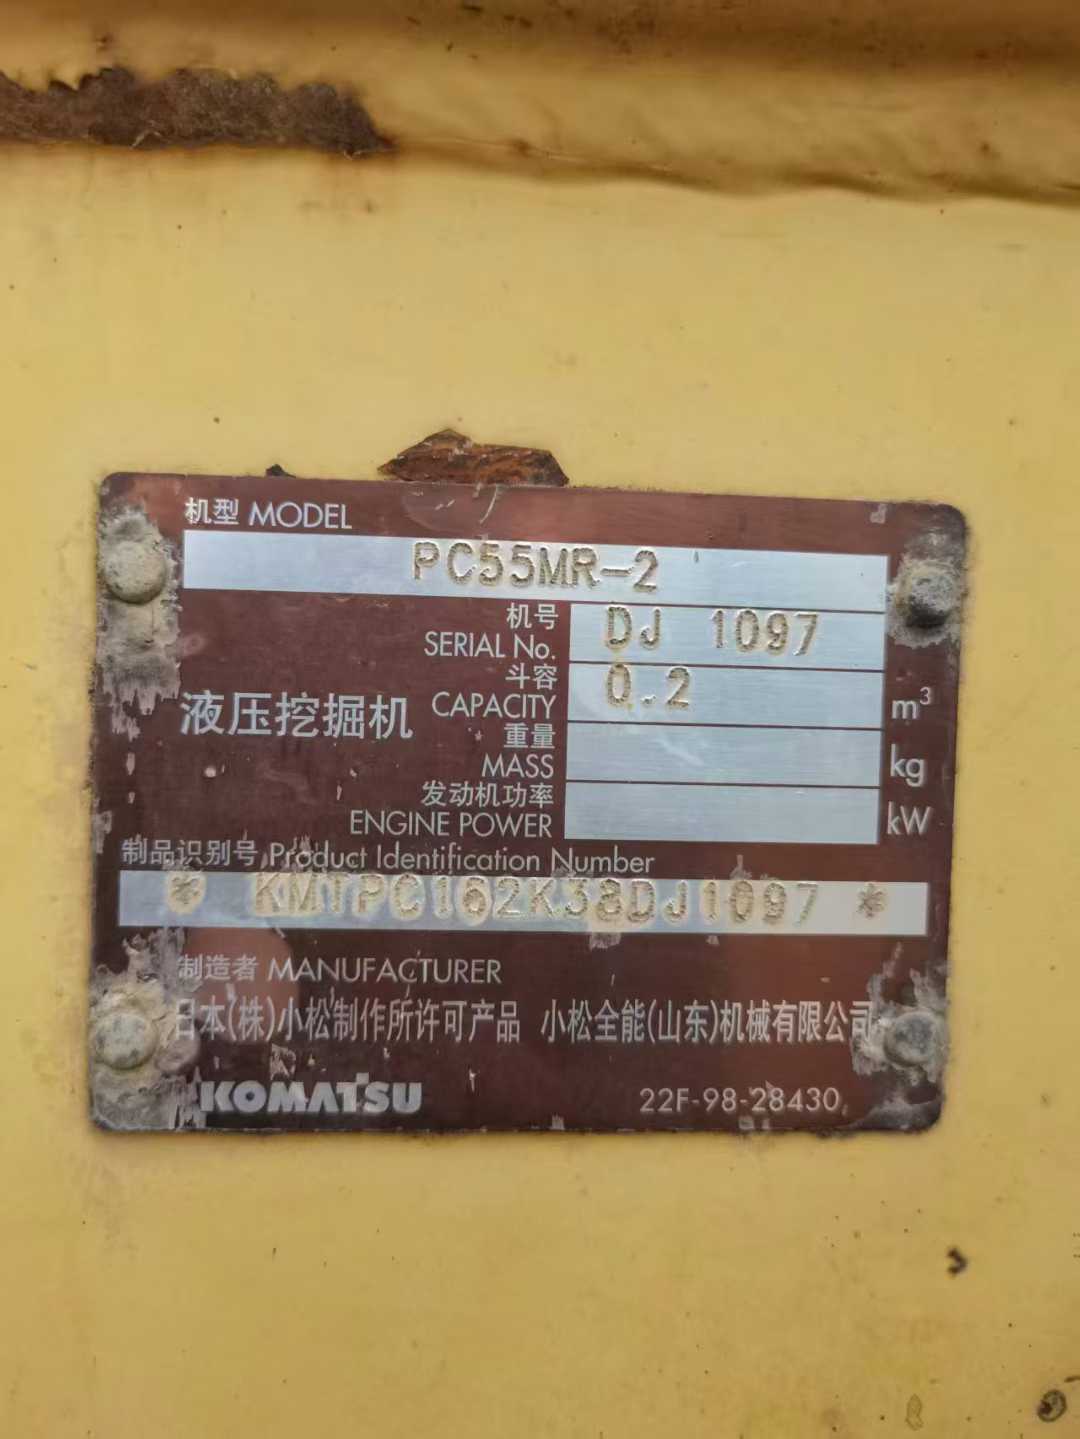 机型 MODEL
PC55MR-2
机号
SERIAL No.
DJ 1097
斗容
CAPACITY
0.2
m³
液压挖掘机
重量
MASS
kg
发动机功率
ENGINE POWER
kW
制品识别号 Product Identification Number
* KMTPC162K38DJ1097 *
制造者 MANUFACTURER
日本(株)小松制作所许可产品 小松全能(山东)机械有限公司
KOMATSU
22F-98-28430